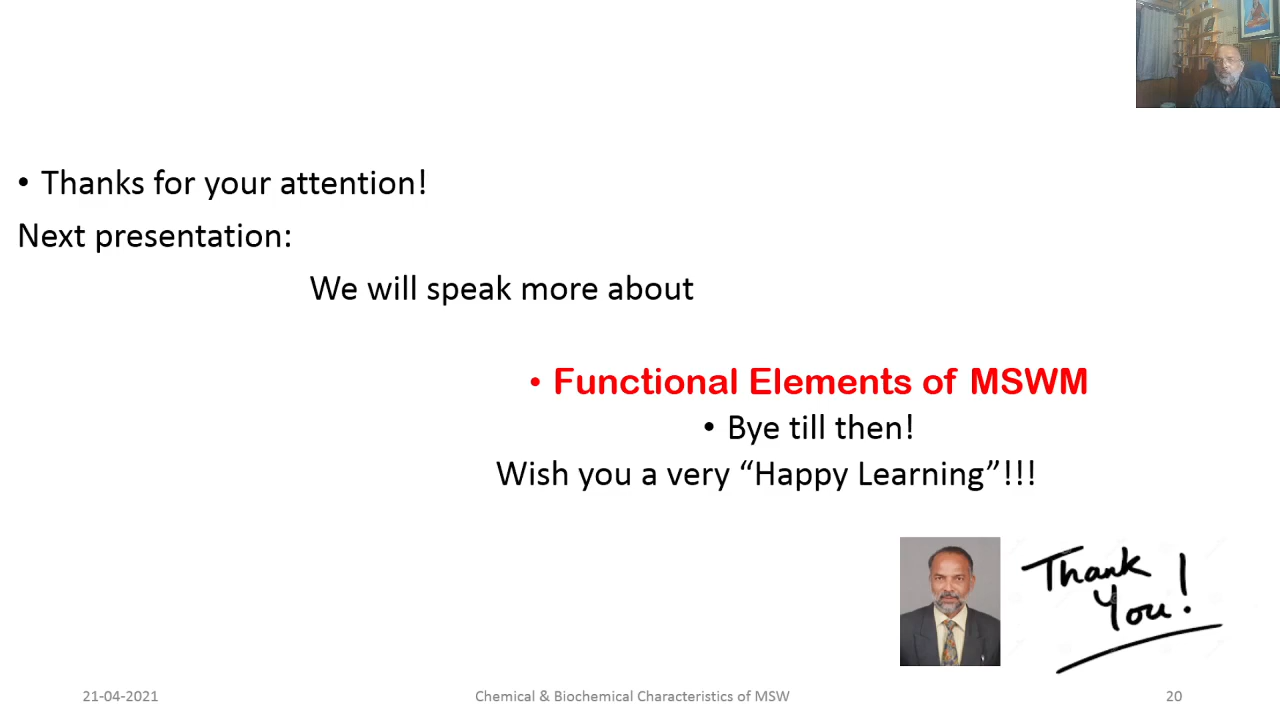 • Thanks for your attention!
Next presentation:
We will speak more about
• Functional Elements of MSWM
• Bye till then!
Wish you a very “Happy Learning”!!!
Thank
You!
21-04-2021
Chemical & Biochemical Characteristics of MSW
20